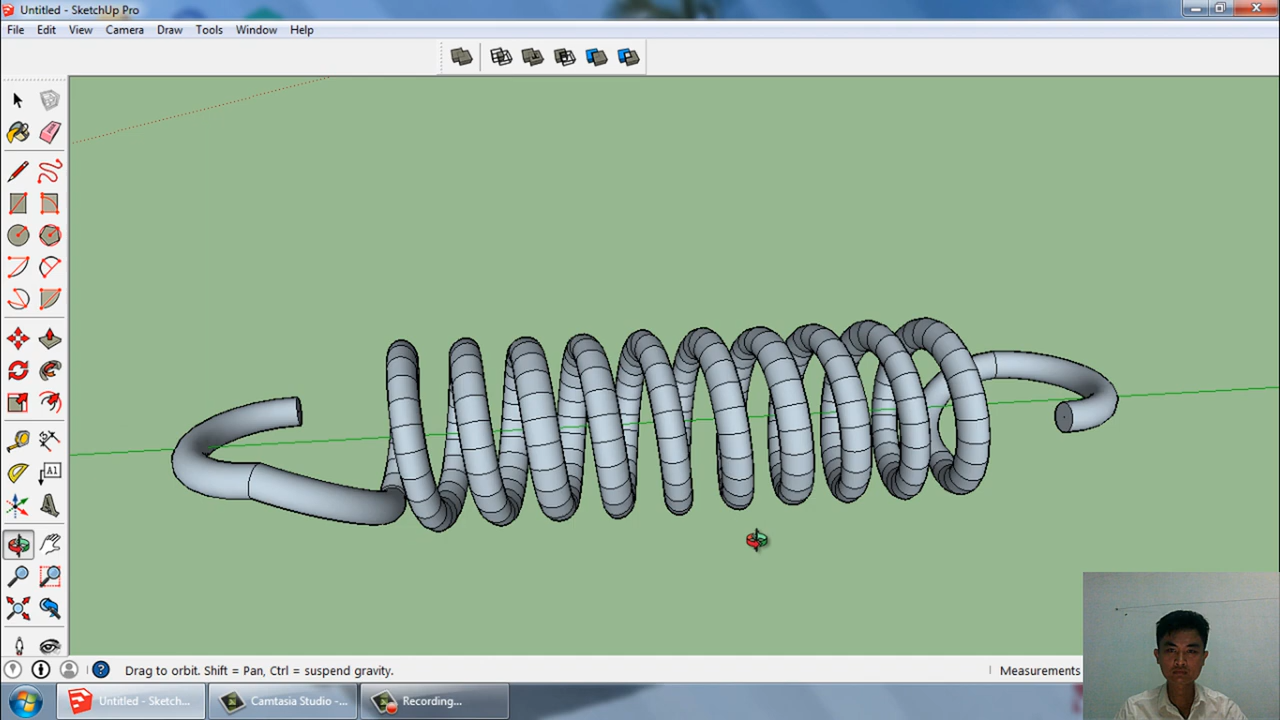 Untitled - SketchUp Pro
File Edit View Camera Draw Tools Window Help
A1
Drag to orbit. Shift = Pan, Ctrl = suspend gravity.
Measurements
Untitled - Sketch...
Camtasia Studio -...
Recording...